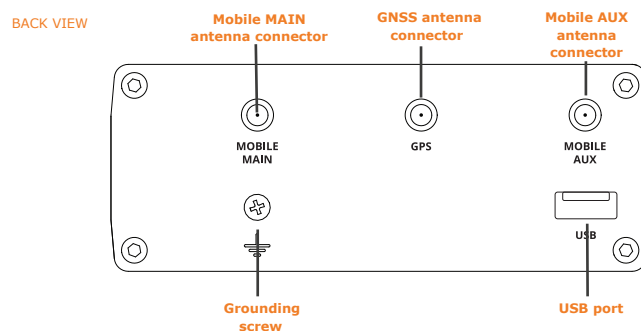 BACK VIEW
Mobile MAIN
antenna connector
GNSS antenna
connector
Mobile AUX
antenna
connector
MOBILE
MAIN
GPS
MOBILE
AUX
USB
Grounding
screw
USB port